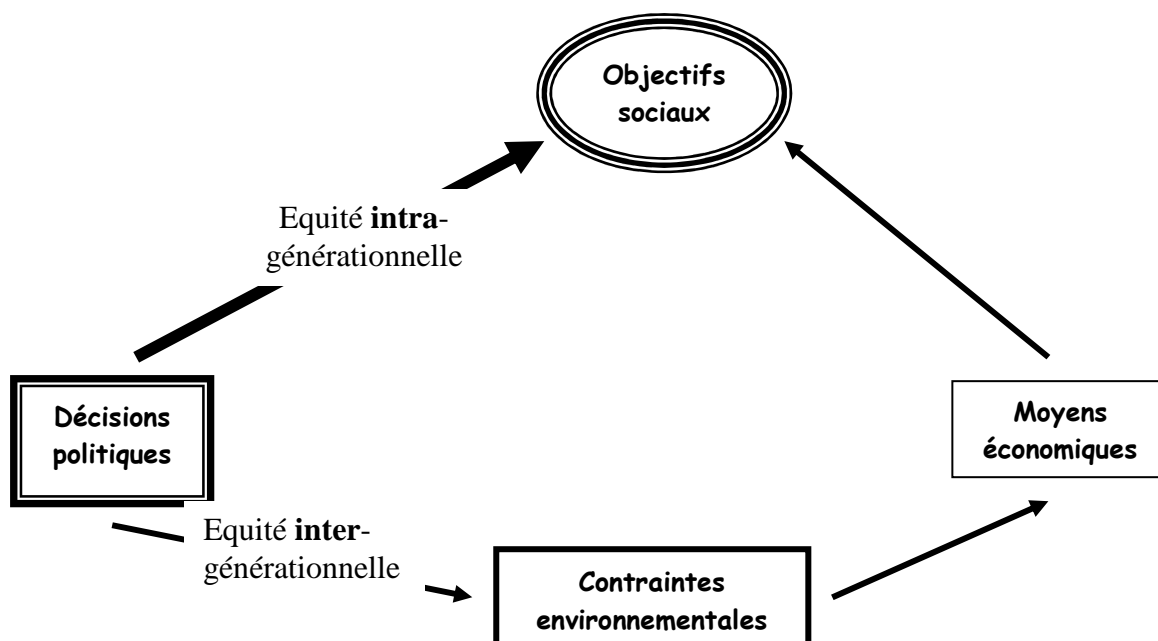 Objectifs
sociaux
Equité intra-
générationnelle
Décisions
politiques
Moyens
économiques
Equité inter-
générationnelle
Contraintes
environnementales